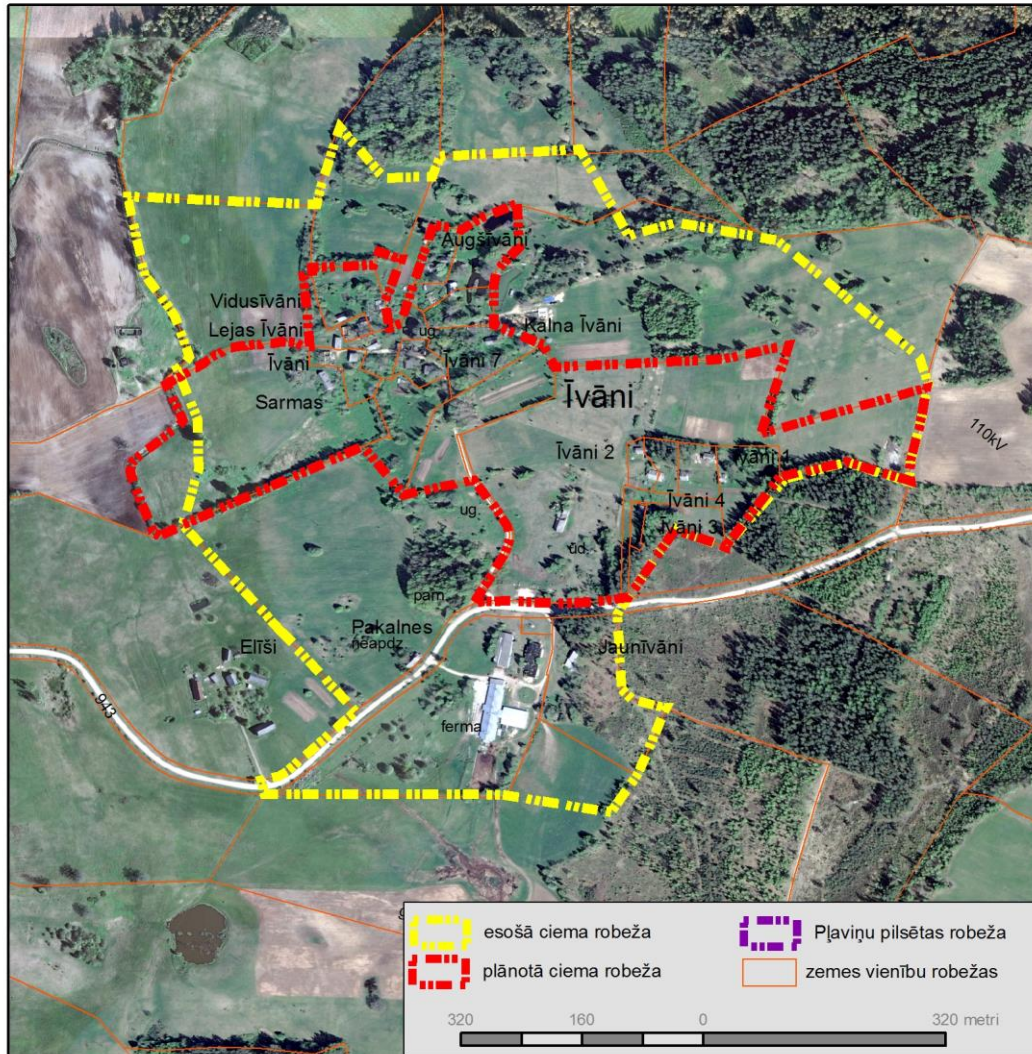 Augšīvāni
Vidusīvāni
Lejas Īvāni
Kalna Īvāni
ug.
Īvāni
Īvāni 7
Sarmas
Īvāni
110kV
Īvāni 2
Īvāni 1
Īvāni 4
Īvāni 3
ug.
ūd.
pam.
Pakalnes
neapdz
Elīši
Jaunīvāni
943
ferma
esošā ciema robeža
Pļaviņu pilsētas robeža
plānotā ciema robeža
zemes vienību robežas
320 160 0 320 metri